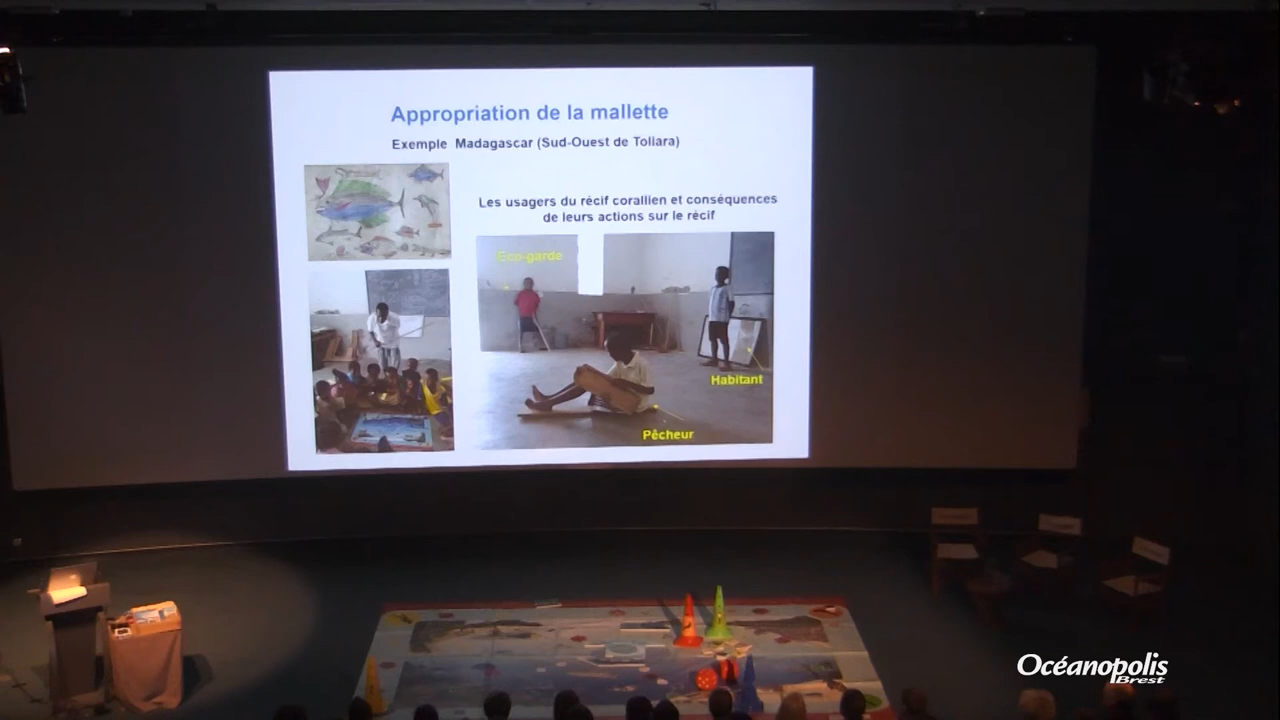 Appropriation de la mallette
Exemple Madagascar (Sud-Ouest de Toliara)
Les usagers du récif corallien et conséquences
de leurs actions sur le récif
Eco-garde
Habitant
Pêcheur
Océanopolis
Brest